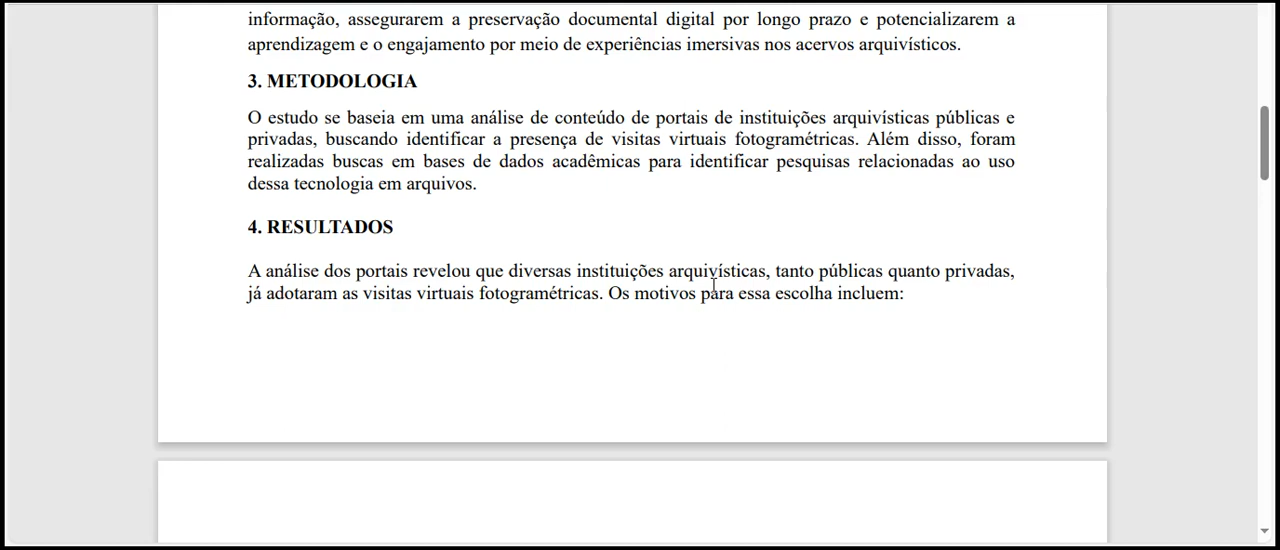 informação, assegurarem a preservação documental digital por longo prazo e potencializarem a
aprendizagem e o engajamento por meio de experiências imersivas nos acervos arquivísticos.
3. METODOLOGIA
O estudo se baseia em uma análise de conteúdo de portais de instituições arquivísticas públicas e
privadas, buscando identificar a presença de visitas virtuais fotogramétricas. Além disso, foram
realizadas buscas em bases de dados acadêmicas para identificar pesquisas relacionadas ao uso
dessa tecnologia em arquivos.
4. RESULTADOS
A análise dos portais revelou que diversas instituições arquivísticas, tanto públicas quanto privadas,
já adotaram as visitas virtuais fotogramétricas. Os motivos para essa escolha incluem: